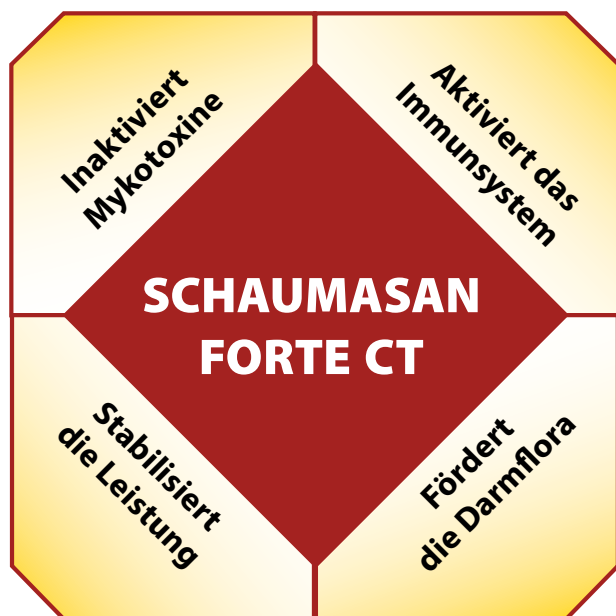 Inaktiviert
Mykotoxine
Aktiviert das
Immunsystem
SCHAUMASAN
FORTE CT
Stabilisiert
die Leistung
Fördert
die Darmflora